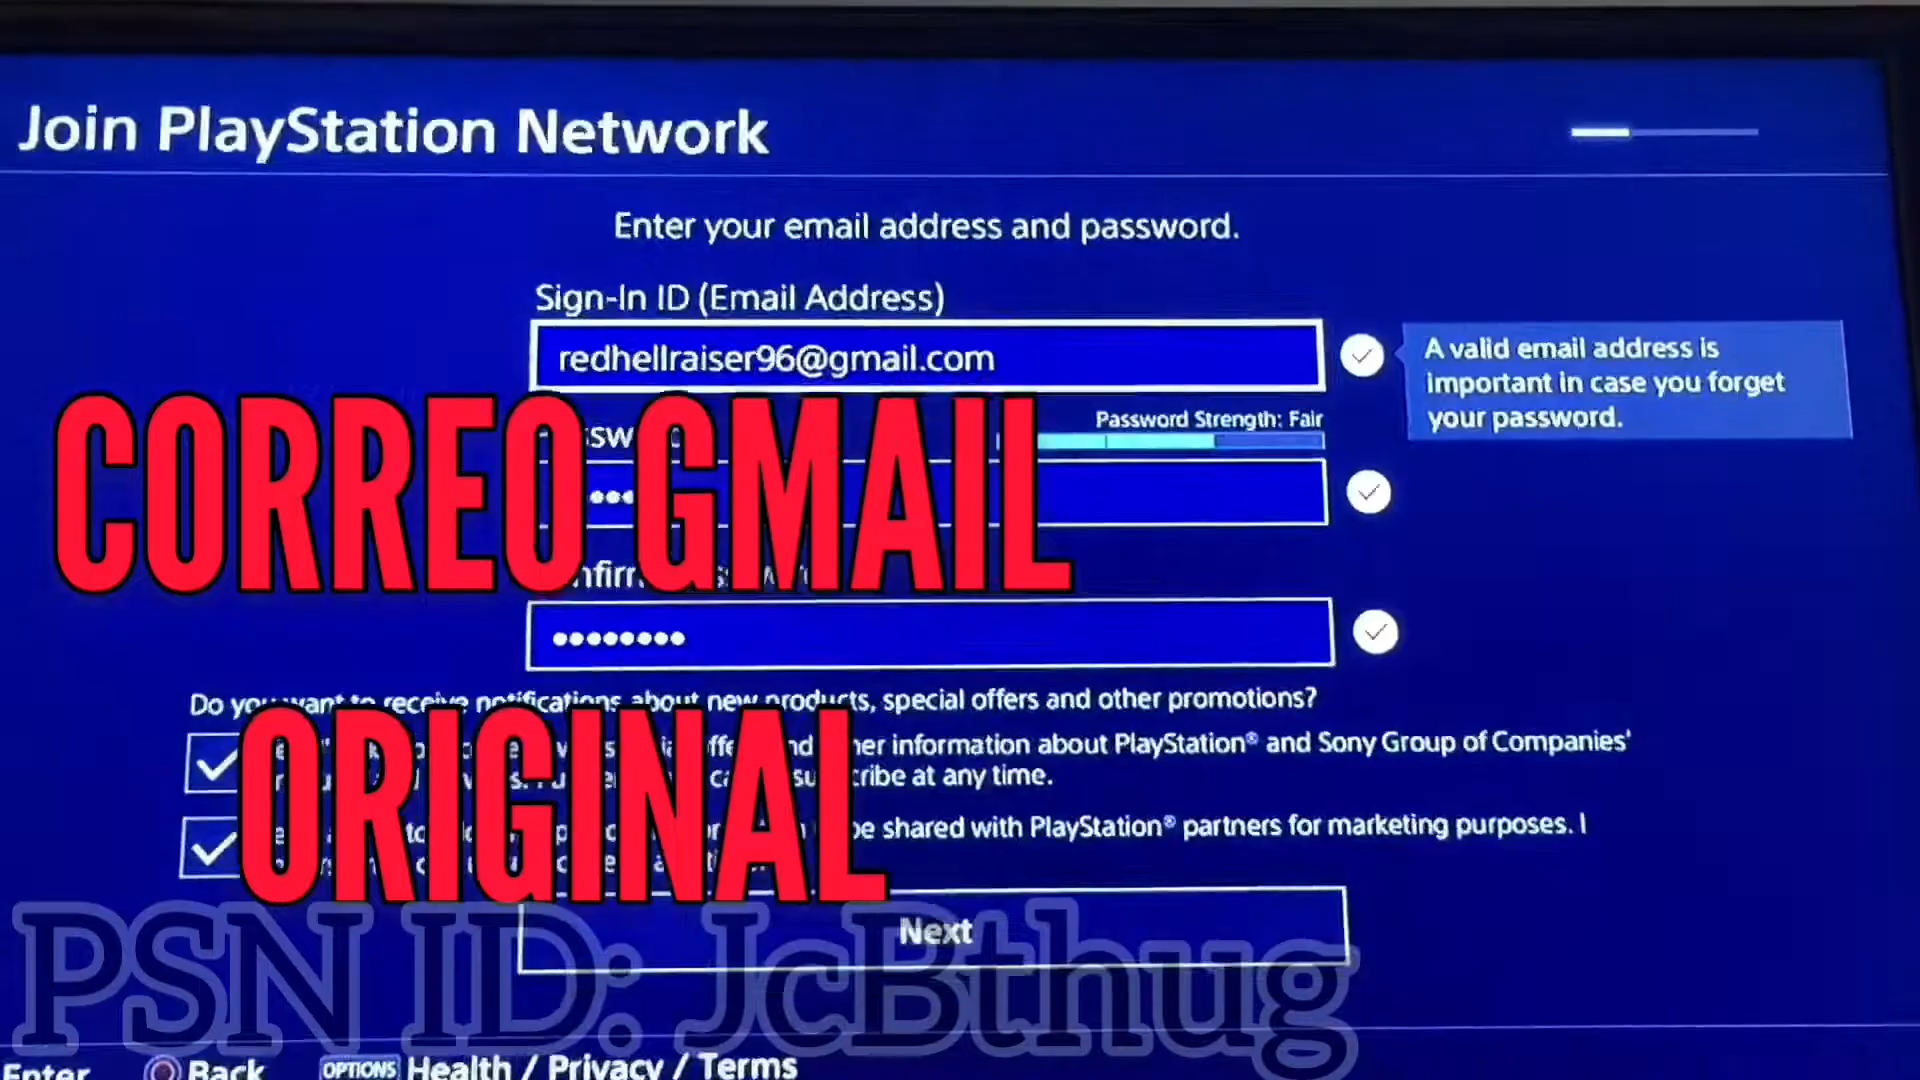 Join PlayStation Network
Enter your email address and password.
Sign-In ID (Email Address)
redhellraiser96@gmail.com
A valid email address is
important in case you forget
your password.
Password Strength: Fair
CORREO GMAIL
Do you want to receive notifications about new products, special offers and other promotions?
information about PlayStation® and Sony Group of Companies'
at any time.
ORIGINAL
be shared with PlayStation® partners for marketing purposes. I
Next
PSN ID: JcBthug
Enter Back OPTIONS Health / Privacy / Terms